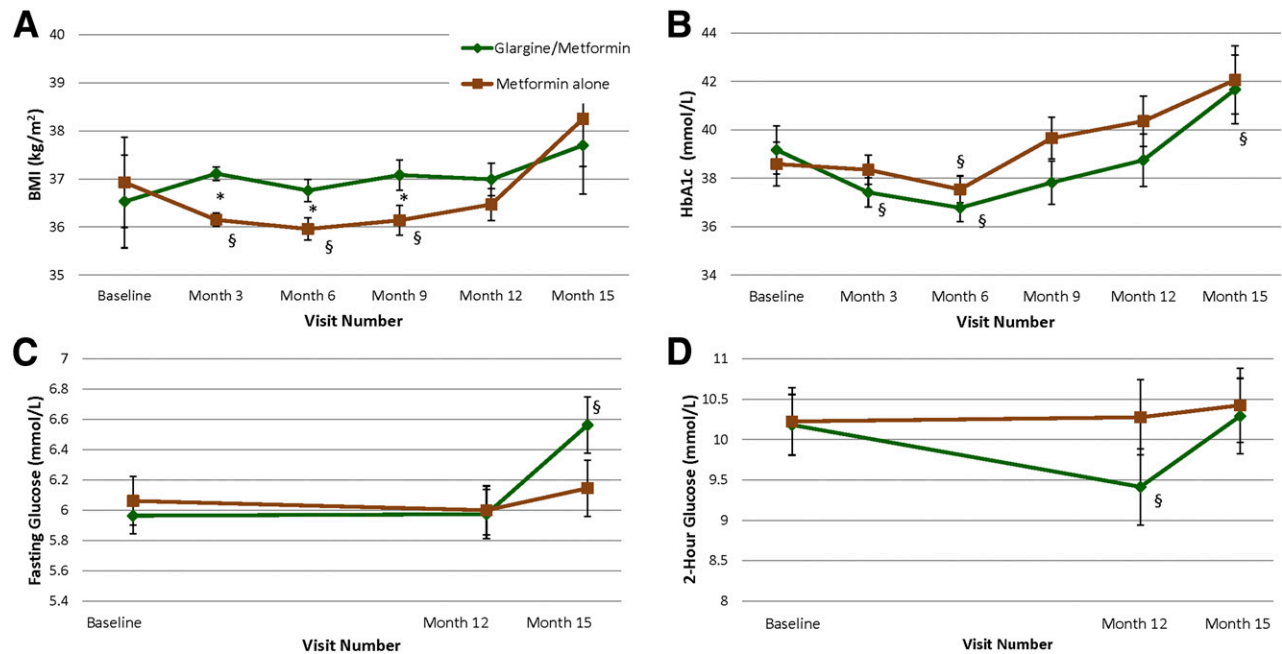 A
40
39
38
37
36
35
BMI (kg/m²)
Glargine/Metformin
Metformin alone
*
*
*
§
§
§
Baseline Month 3 Month 6 Month 9 Month 12 Month 15
Visit Number
B
44
42
40
38
36
34
HbA1c (mmol/L)
§
§
§
§
Baseline Month 3 Month 6 Month 9 Month 12 Month 15
Visit Number
C
7
6.8
6.6
6.4
6.2
6
5.8
5.6
5.4
Fasting Glucose (mmol/L)
§
Baseline Month 12 Month 15
Visit Number
D
11
10.5
10
9.5
9
8.5
8
2-Hour Glucose (mmol/L)
§
Baseline Month 12 Month 15
Visit Number